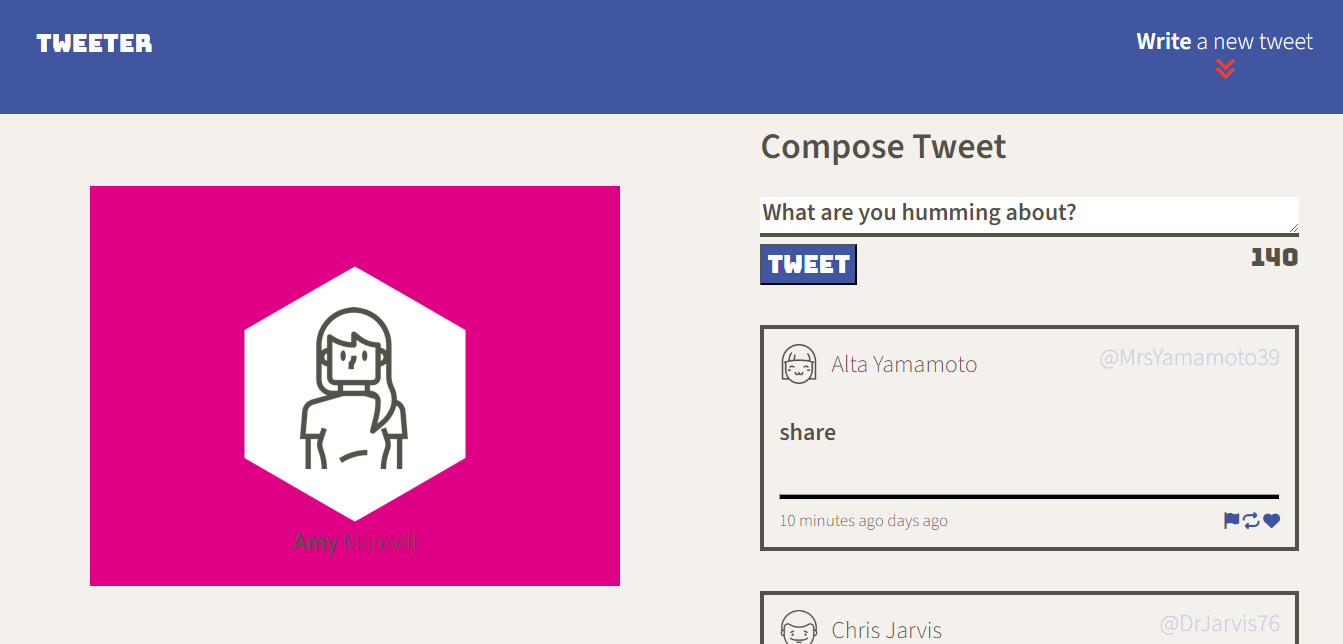 TWEETER
Write a new tweet
Compose Tweet
What are you humming about?
TWEET
140
Amy Mansell
Alta Yamamoto
@MrsYamamoto39
share
10 minutes ago days ago
Chris Jarvis
@DrJarvis76